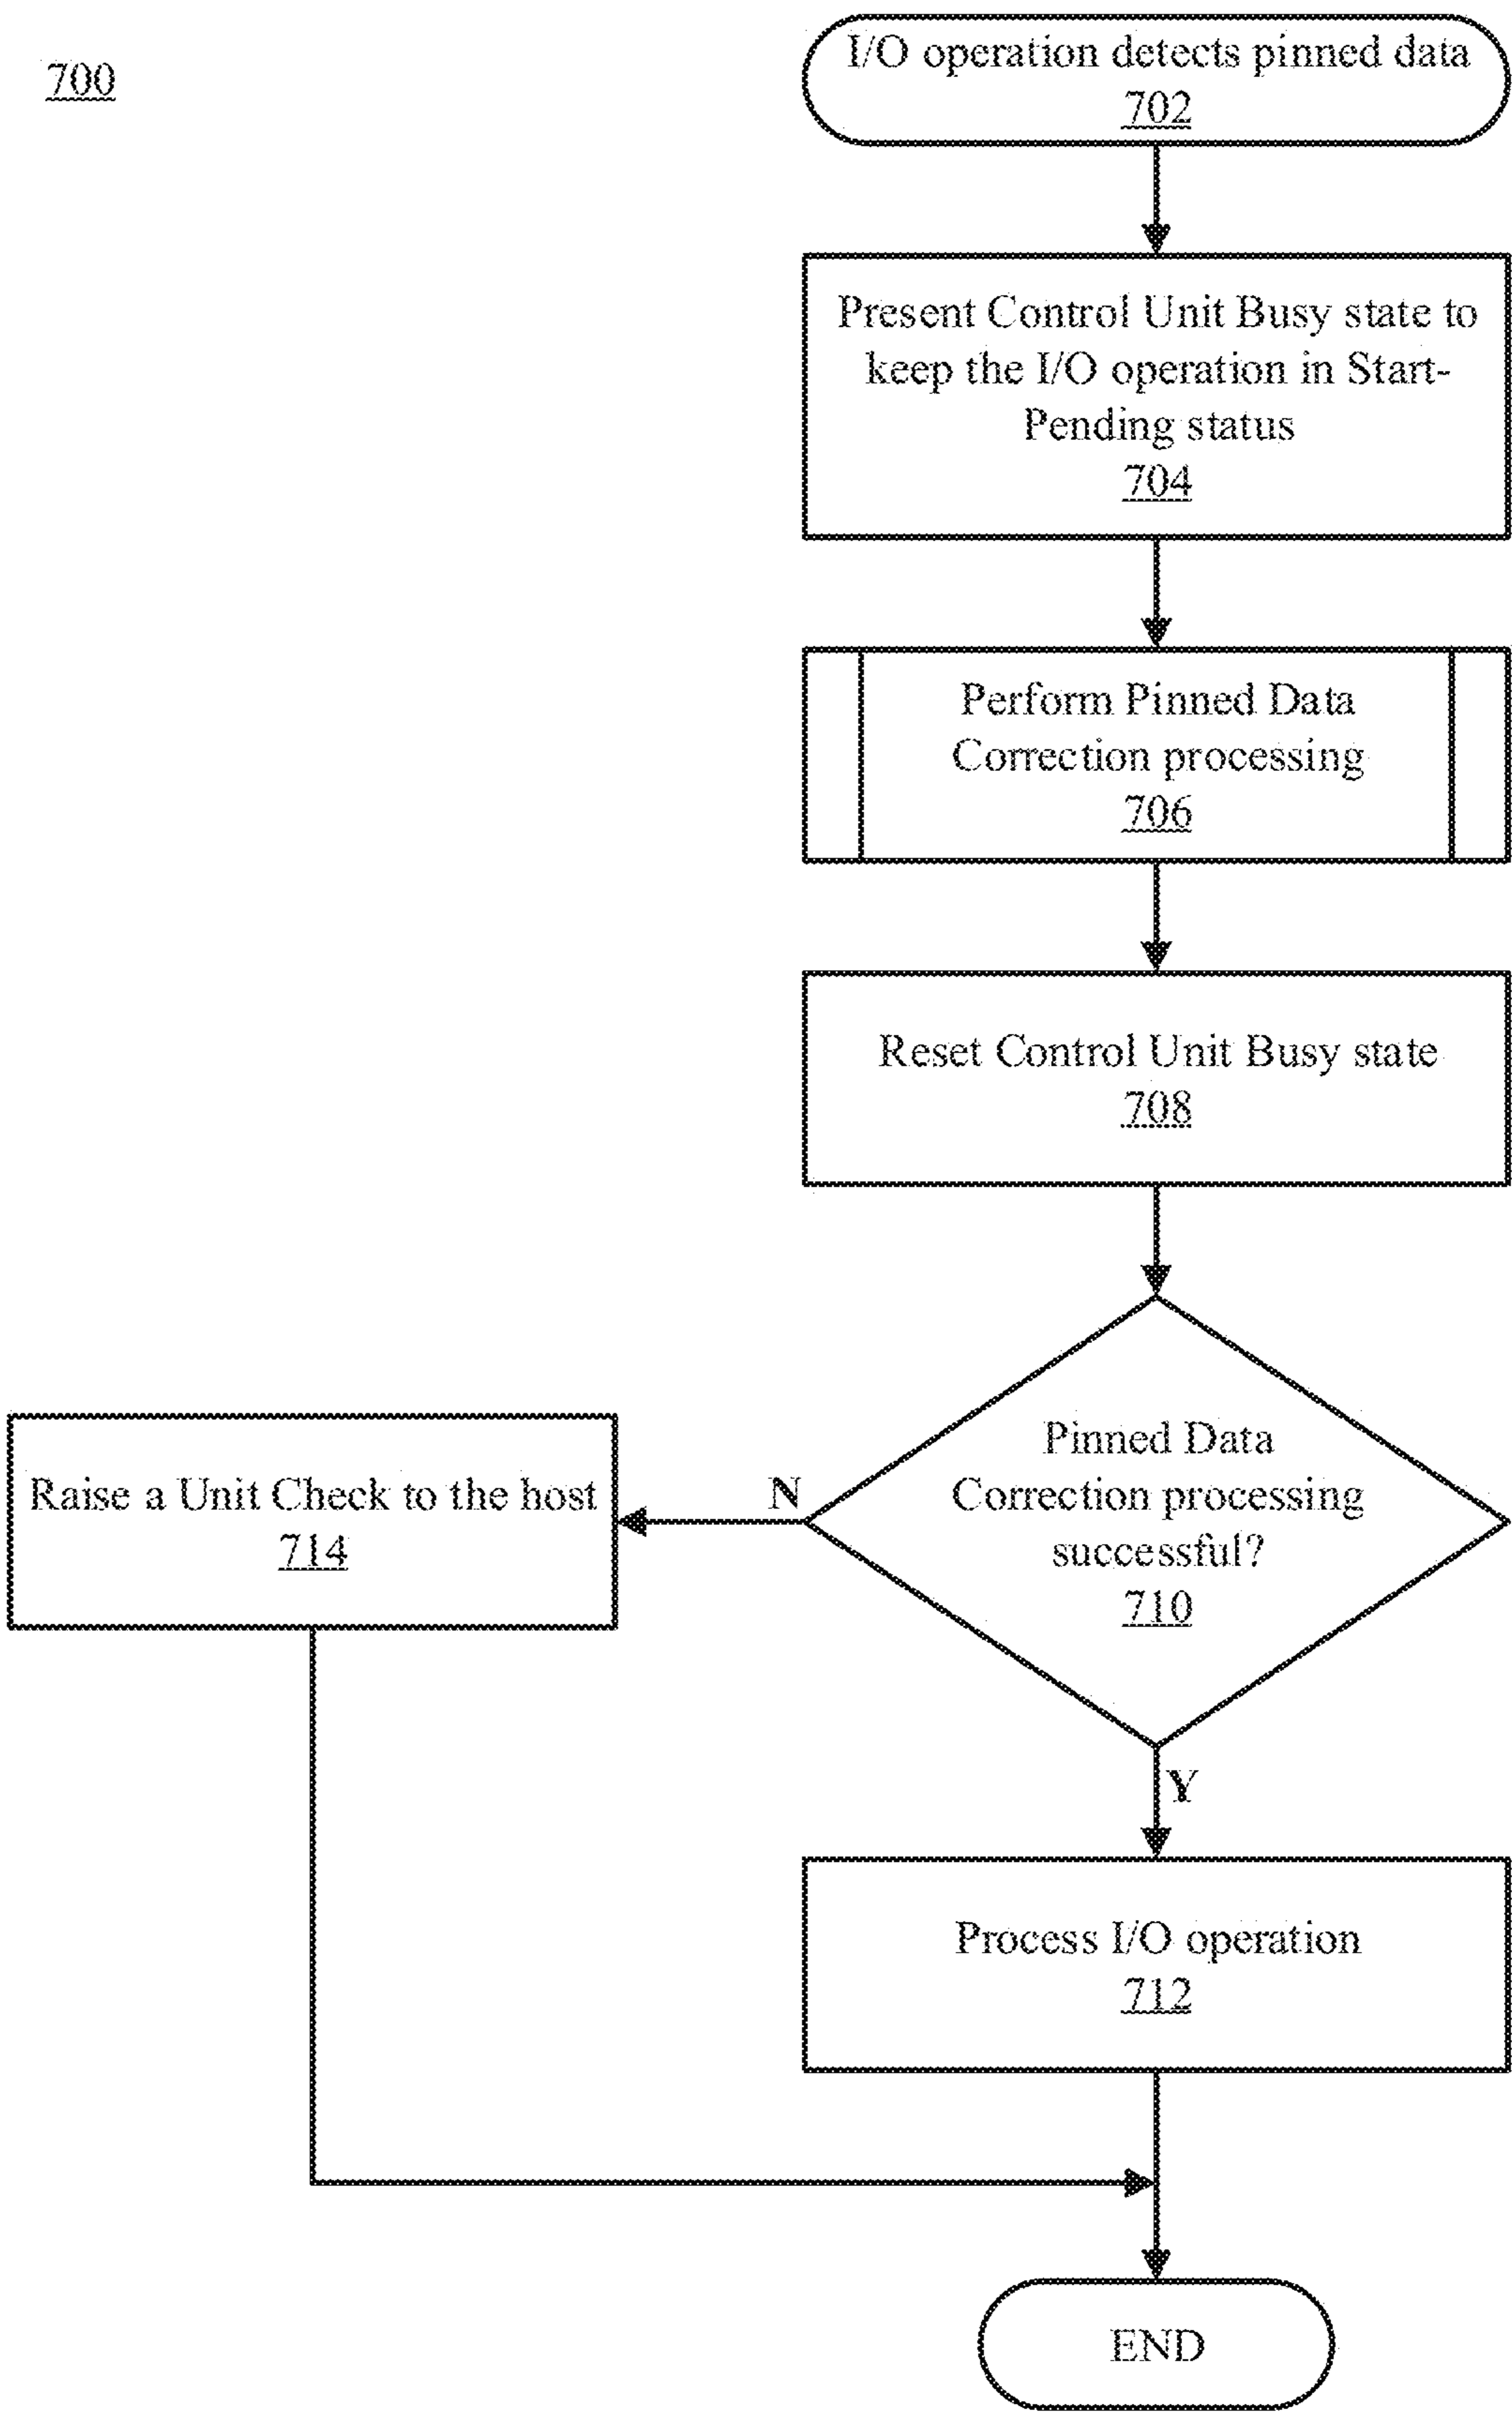 700
I/O operation detects pinned data
702
Present Control Unit Busy state to
keep the I/O operation in Start-
Pending status
704
Perform Pinned Data
Correction processing
706
Reset Control Unit Busy state
708
Pinned Data
Correction processing
successful?
710
N
Raise a Unit Check to the host
714
Y
Process I/O operation
712
END